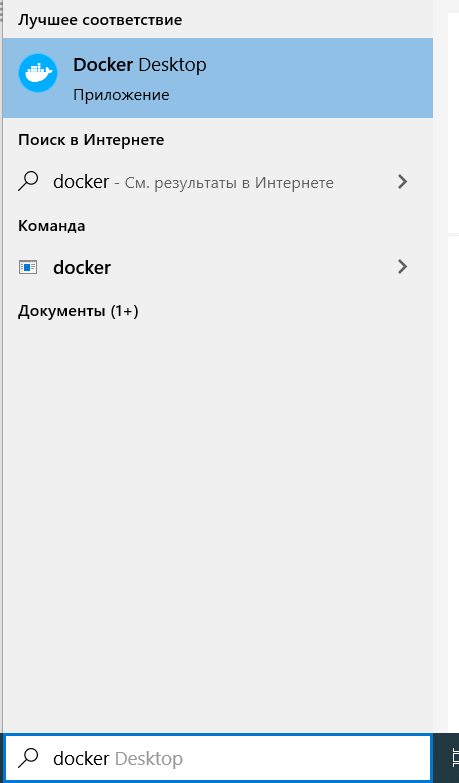 Лучшее соответствие
Docker Desktop
Приложение
Поиск в Интернете
docker - См. результаты в Интернете
Команда
docker
Документы (1+)
docker Desktop